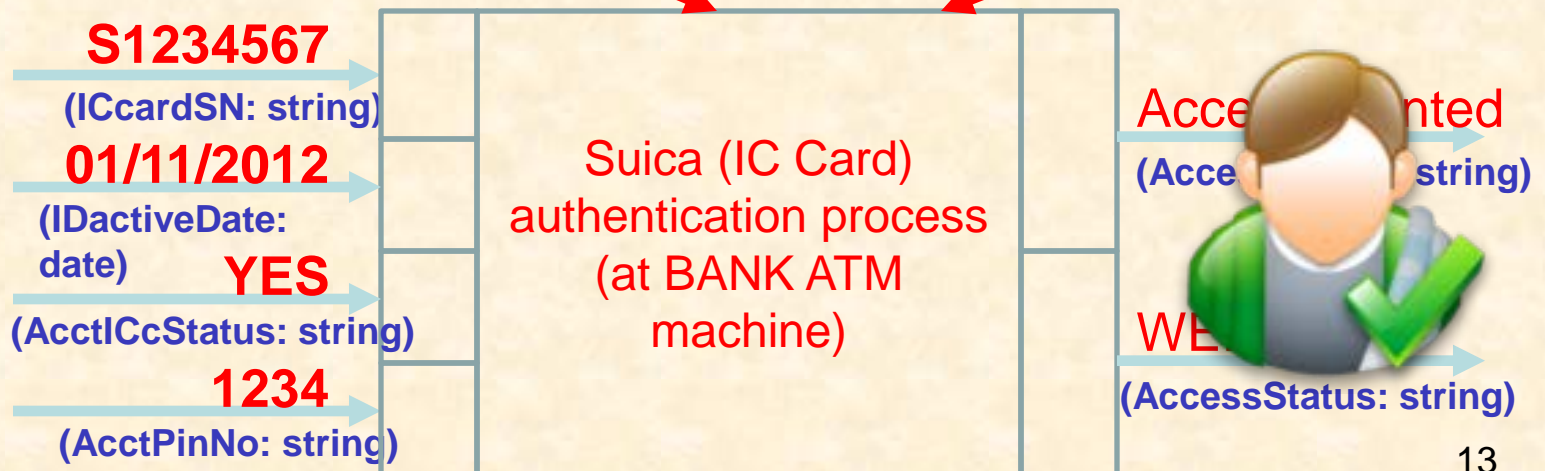 S1234567
(ICcardSN: string)
01/11/2012
(IDactiveDate:
date)
YES
(AcctICcStatus: string)
1234
(AcctPinNo: string)
Suica (IC Card)
authentication process
(at BANK ATM
machine)
string)
(AccessStatus: string)
13